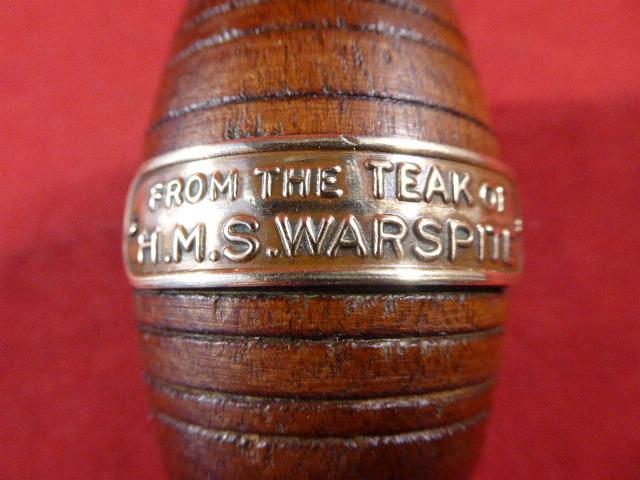 FROM THE TEAK OF
"H.M.S.WARSPITE"